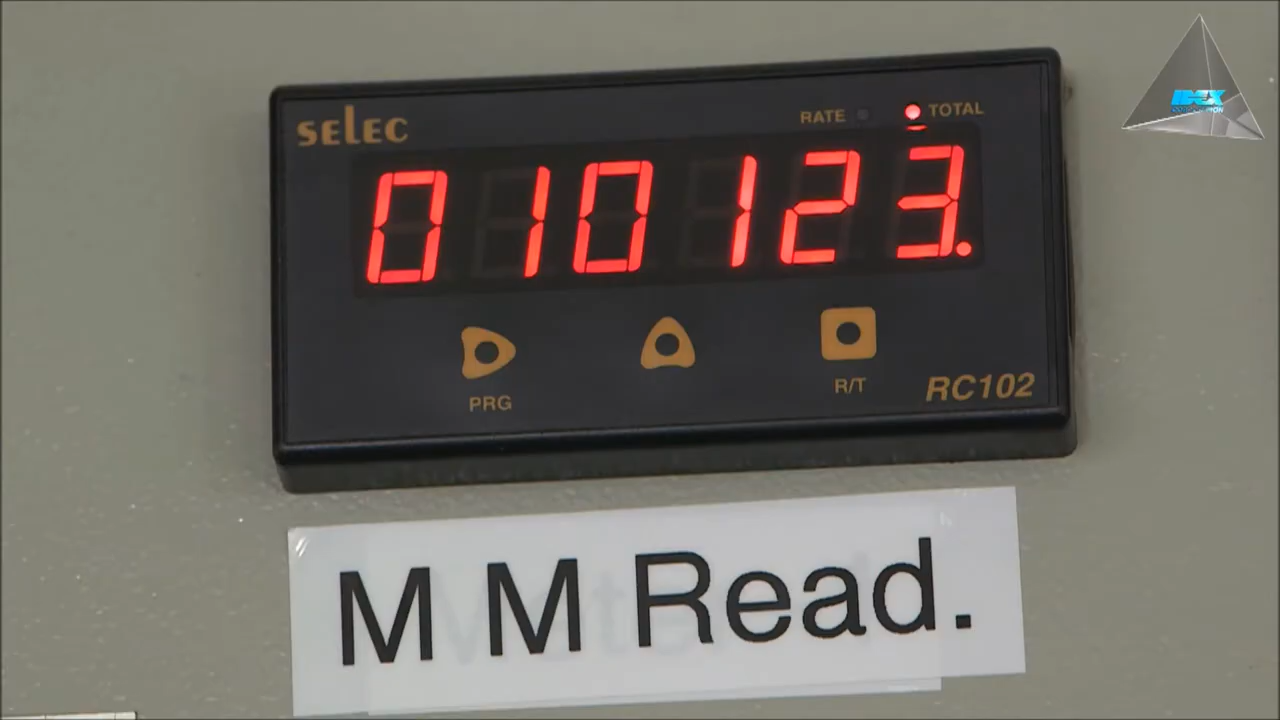 selec
RATE TOTAL
010123.
PRG
R/T
RC102
M M Read.